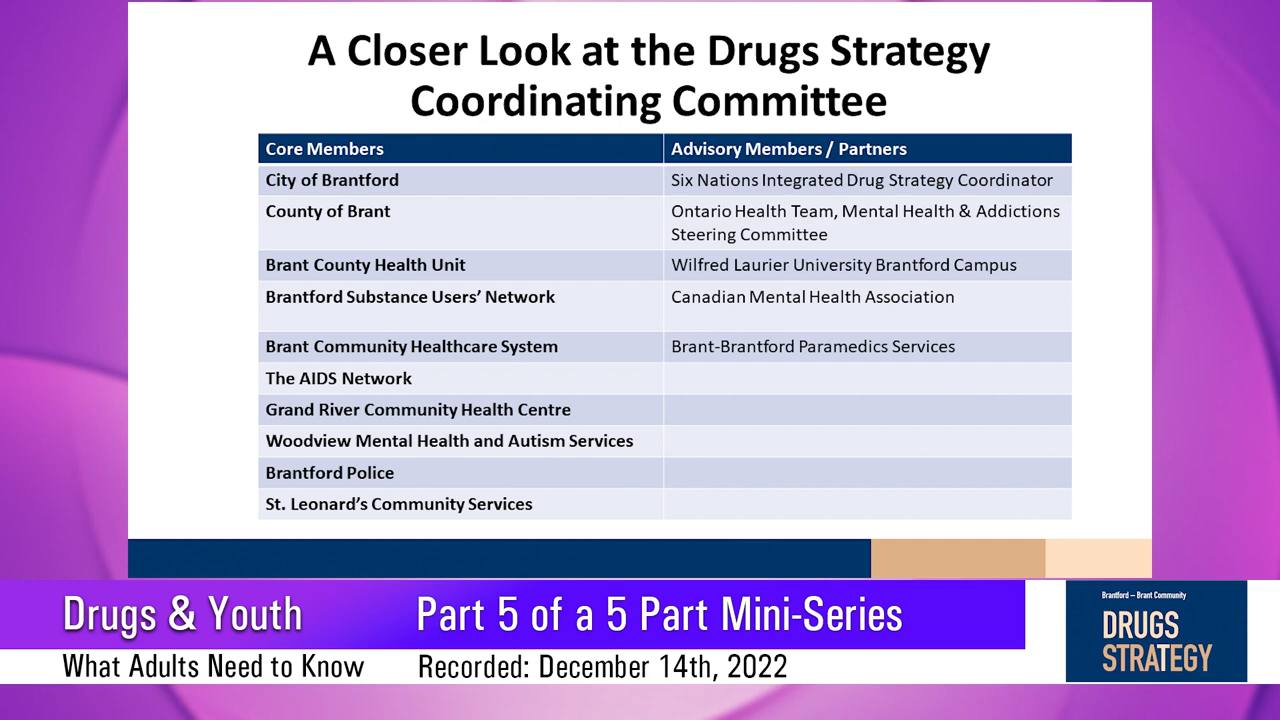 A Closer Look at the Drugs Strategy
Coordinating Committee
Core Members
Advisory Members / Partners
City of Brantford
Six Nations Integrated Drug Strategy Coordinator
County of Brant
Ontario Health Team, Mental Health & Addictions
Steering Committee
Brant County Health Unit
Wilfred Laurier University Brantford Campus
Brantford Substance Users’ Network
Canadian Mental Health Association
Brant Community Healthcare System
Brant-Brantford Paramedics Services
The AIDS Network
Grand River Community Health Centre
Woodview Mental Health and Autism Services
Brantford Police
St. Leonard’s Community Services
Drugs & Youth
Part 5 of a 5 Part Mini-Series
What Adults Need to Know
Recorded: December 14th, 2022
Brantford – Brant Community
DRUGS
STRATEGY